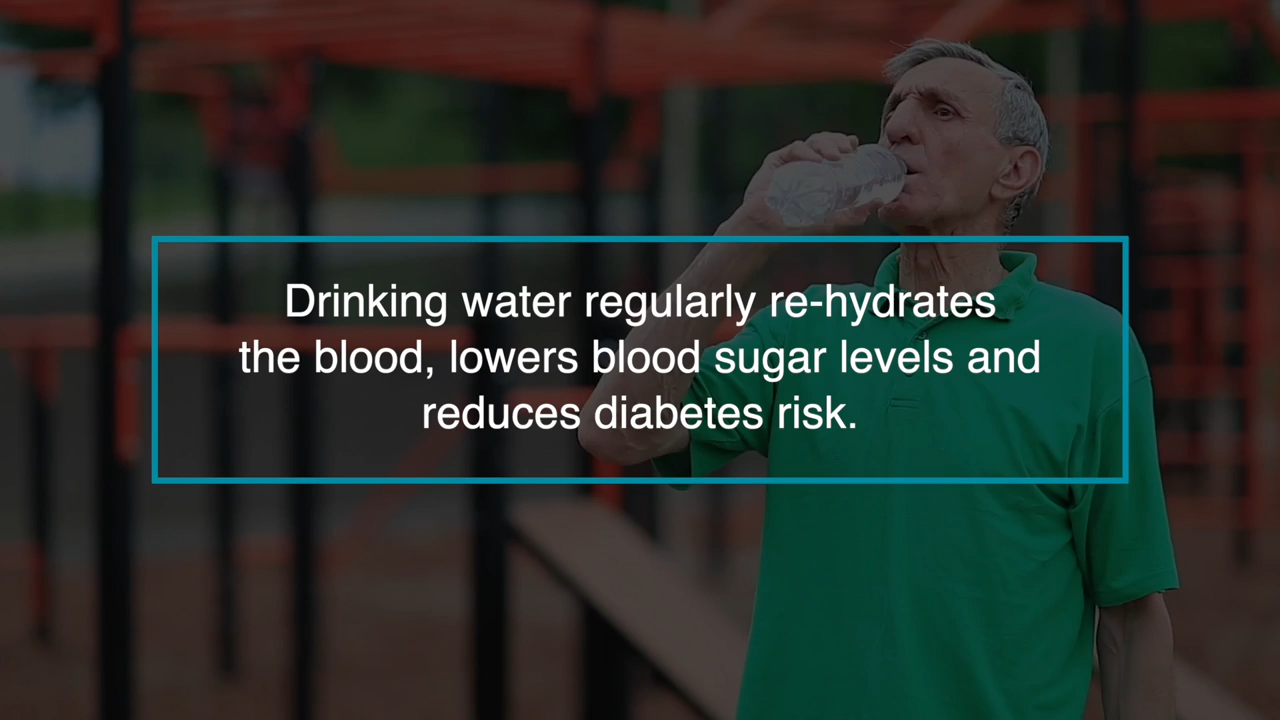 Drinking water regularly re-hydrates
the blood, lowers blood sugar levels and
reduces diabetes risk.